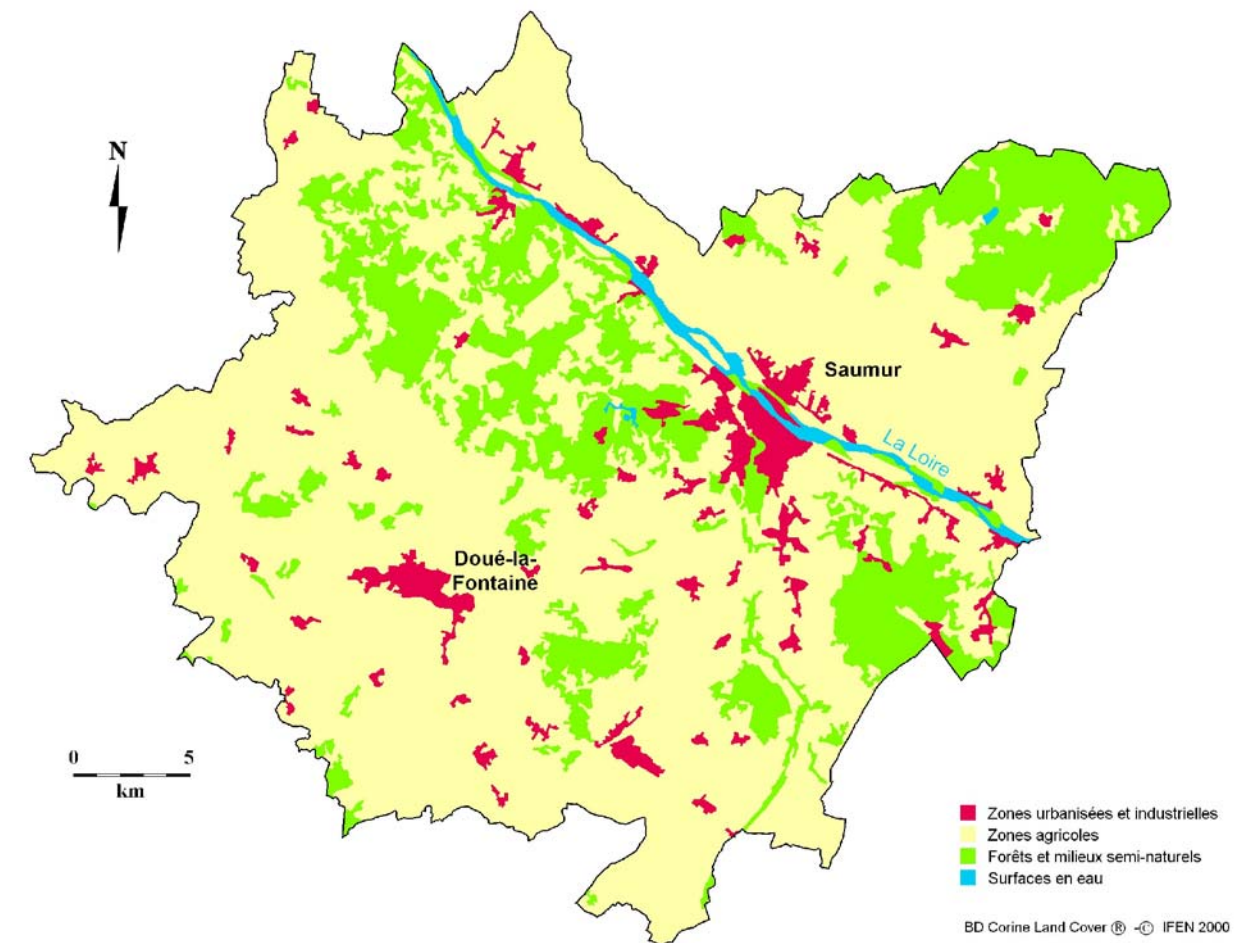 N
Saumur
La Loire
Doué-la-
Fontaine
0 5
km
Zones urbanisées et industrielles
Zones agricoles
Forêts et milieux semi-naturels
Surfaces en eau
BD Corine Land Cover ® -© IFEN 2000